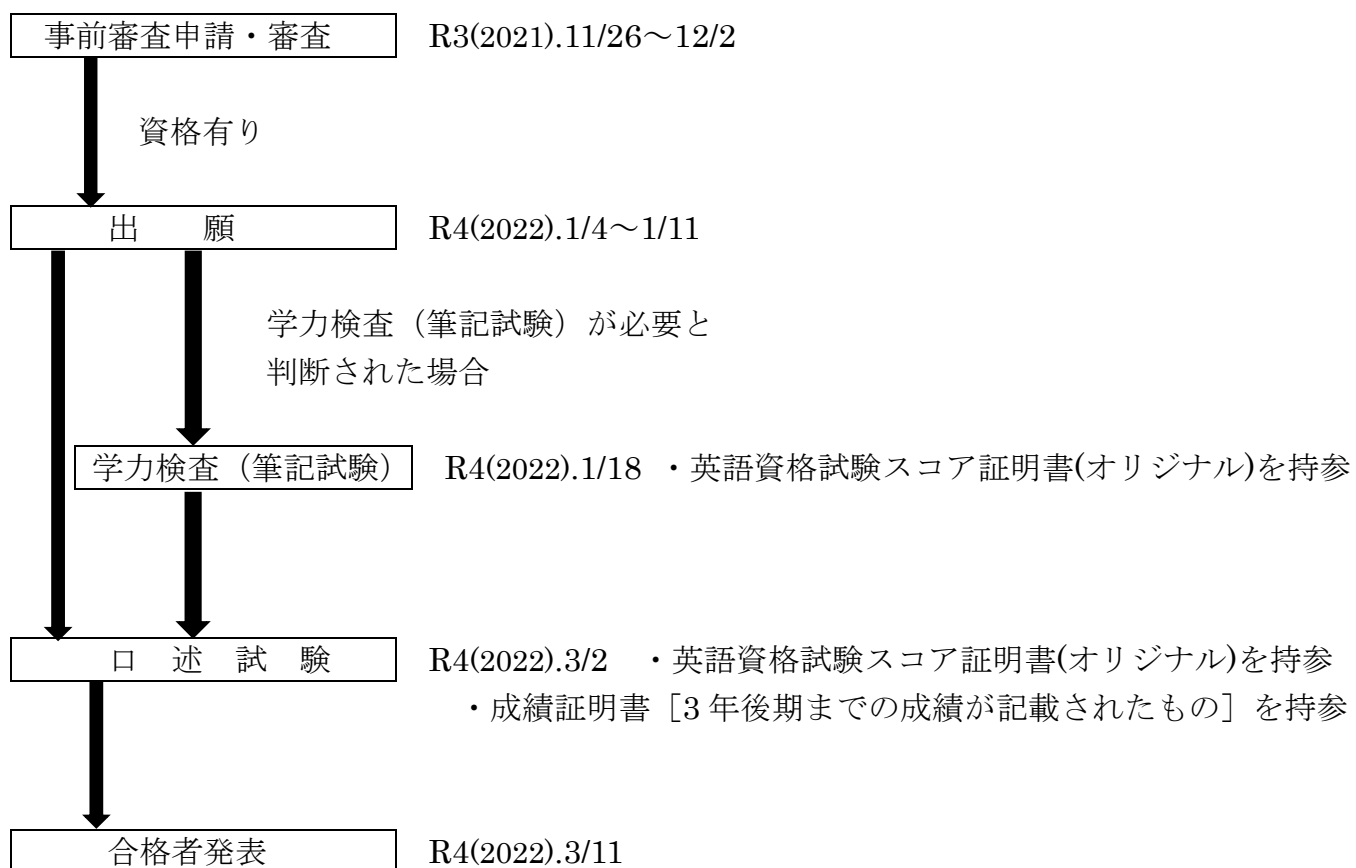 事前審査申請・審査 R3(2021).11/26～12/2
資格有り
出 願 R4(2022).1/4～1/11
学力検査（筆記試験）が必要と
判断された場合
学力検査（筆記試験） R4(2022).1/18 ・英語資格試験スコア証明書(オリジナル)を持参
口 述 試 験 R4(2022).3/2 ・英語資格試験スコア証明書(オリジナル)を持参
・成績証明書［3 年後期までの成績が記載されたもの］を持参
合格者発表 R4(2022).3/11